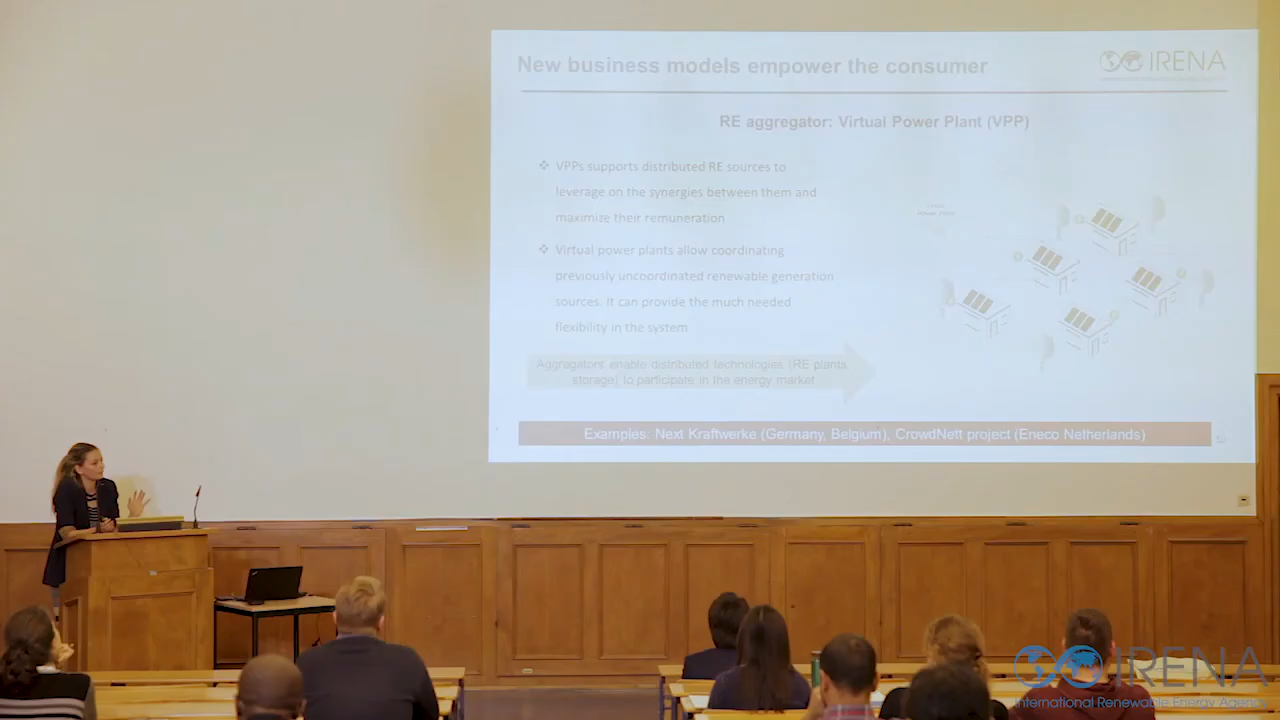 New business models empower the consumer
IRENA
RE aggregator: Virtual Power Plant (VPP)
VPPs supports distributed RE sources to
leverage on the synergies between them and
maximize their remuneration
Virtual power plants allow coordinating
previously uncoordinated renewable generation
sources. It can provide the much needed
flexibility in the system
Aggregators enable distributed technologies (RE plants
storage) to participate in the energy market
Examples: Next Kraftwerke (Germany, Belgium), CrowdNett project (Eneco Netherlands)
IRENA
International Renewable Energy Agency